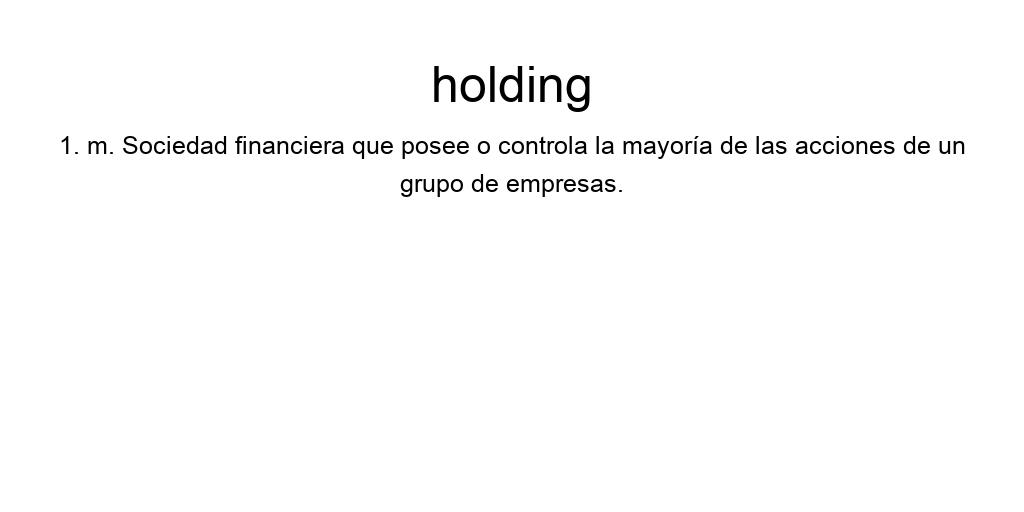 holding
1. m. Sociedad financiera que posee o controla la mayoría de las acciones de un
grupo de empresas.